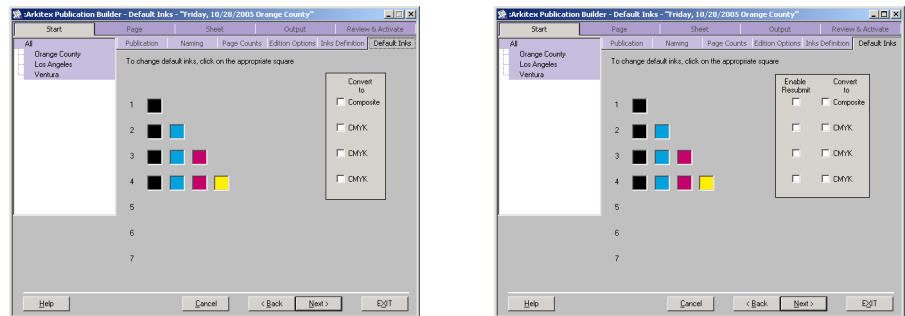 :Arkitex Publication Builder - Default Inks - "Friday, 10/28/2005 Orange County"
Start Page Sheet Output Review & Activate
All
Orange County
Los Angeles
Ventura
Publication Naming Page Counts Edition Options Inks Definition Default Inks
To change default inks, click on the appropriate square
Convert
to
1 Composite
2 CMYK
3 CMYK
4 CMYK
5
6
7
Help Cancel < Back Next > EXIT
:Arkitex Publication Builder - Default Inks - "Friday, 10/28/2005 Orange County"
Start Page Sheet Output Review & Activate
All
Orange County
Los Angeles
Ventura
Publication Naming Page Counts Edition Options Inks Definition Default Inks
To change default inks, click on the appropriate square
Enable Convert
Resubmit to
1 Composite
2 CMYK
3 CMYK
4 CMYK
5
6
7
Help Cancel < Back Next > EXIT